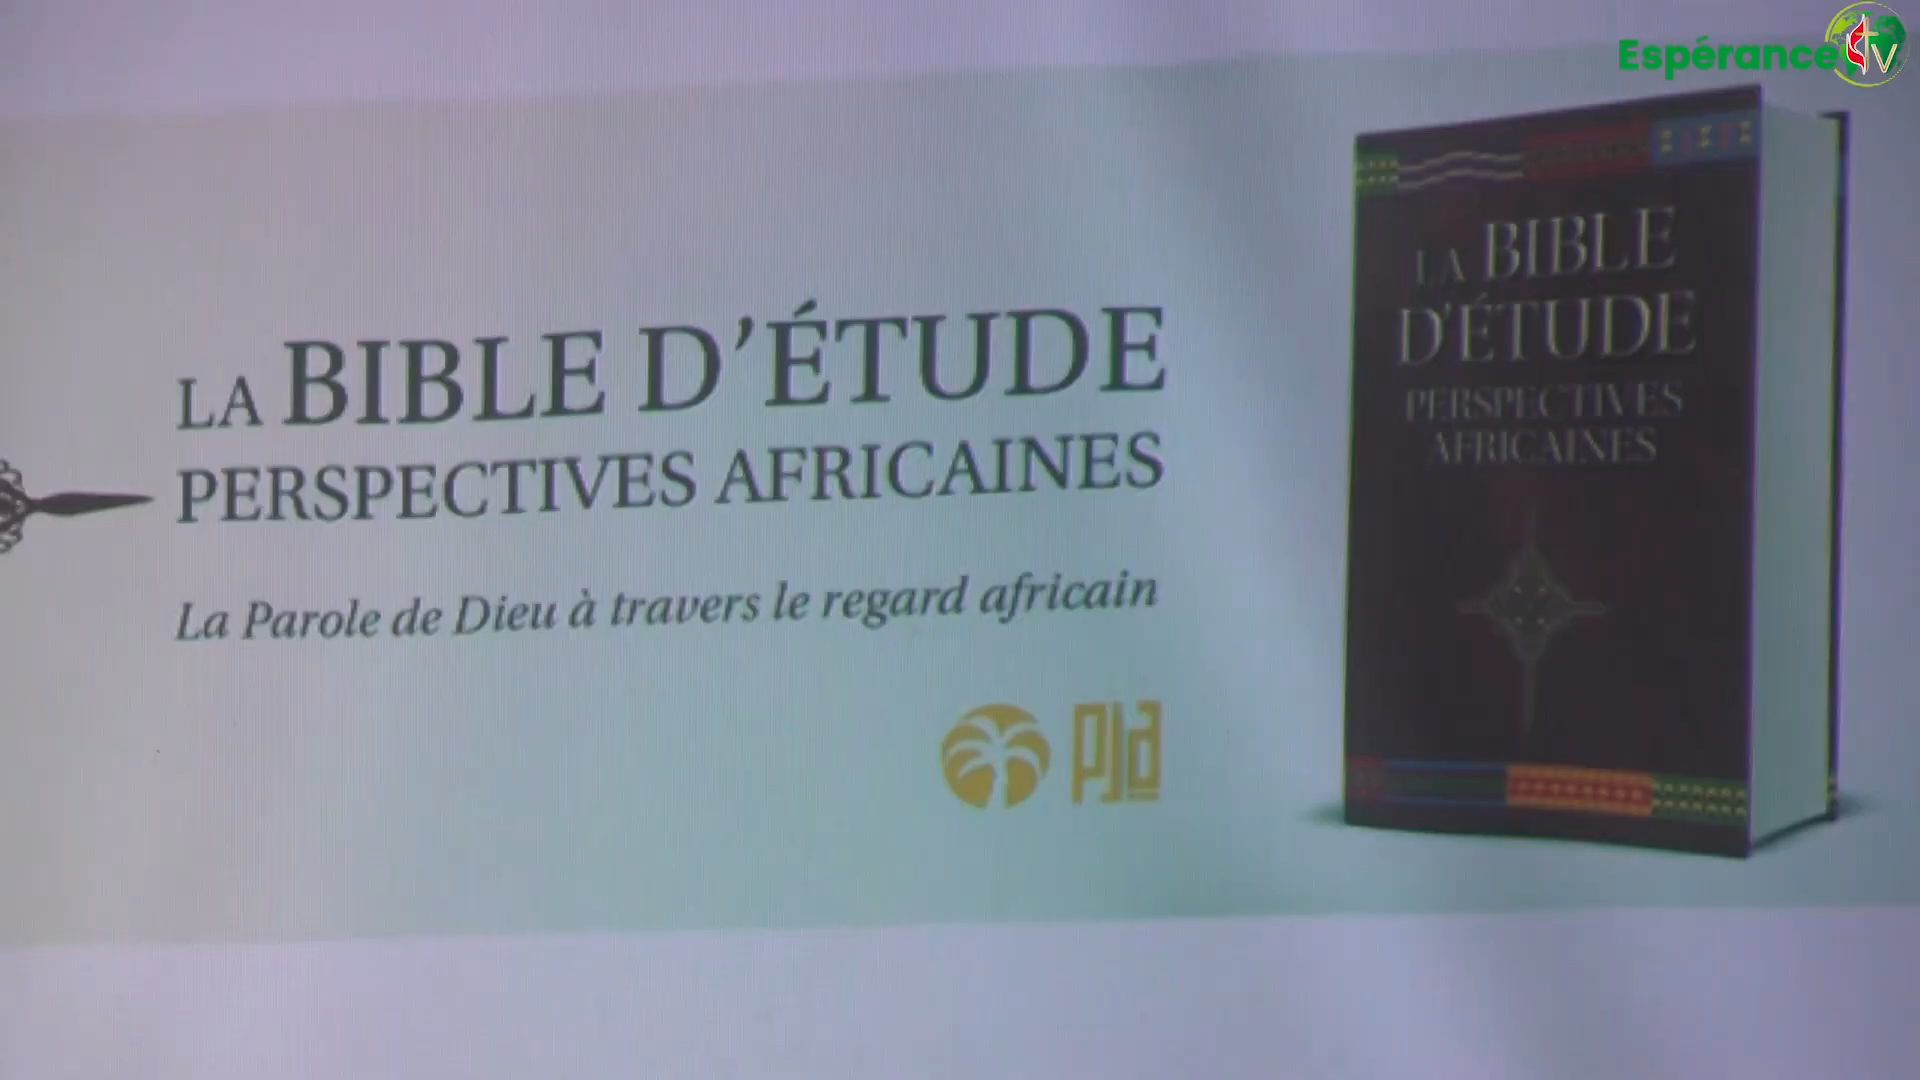 Espérance TV
LA BIBLE D'ÉTUDE
PERSPECTIVES AFRICAINES
La Parole de Dieu à travers le regard africain
PJA
LA BIBLE
D'ÉTUDE
PERSPECTIVES
AFRICAINES